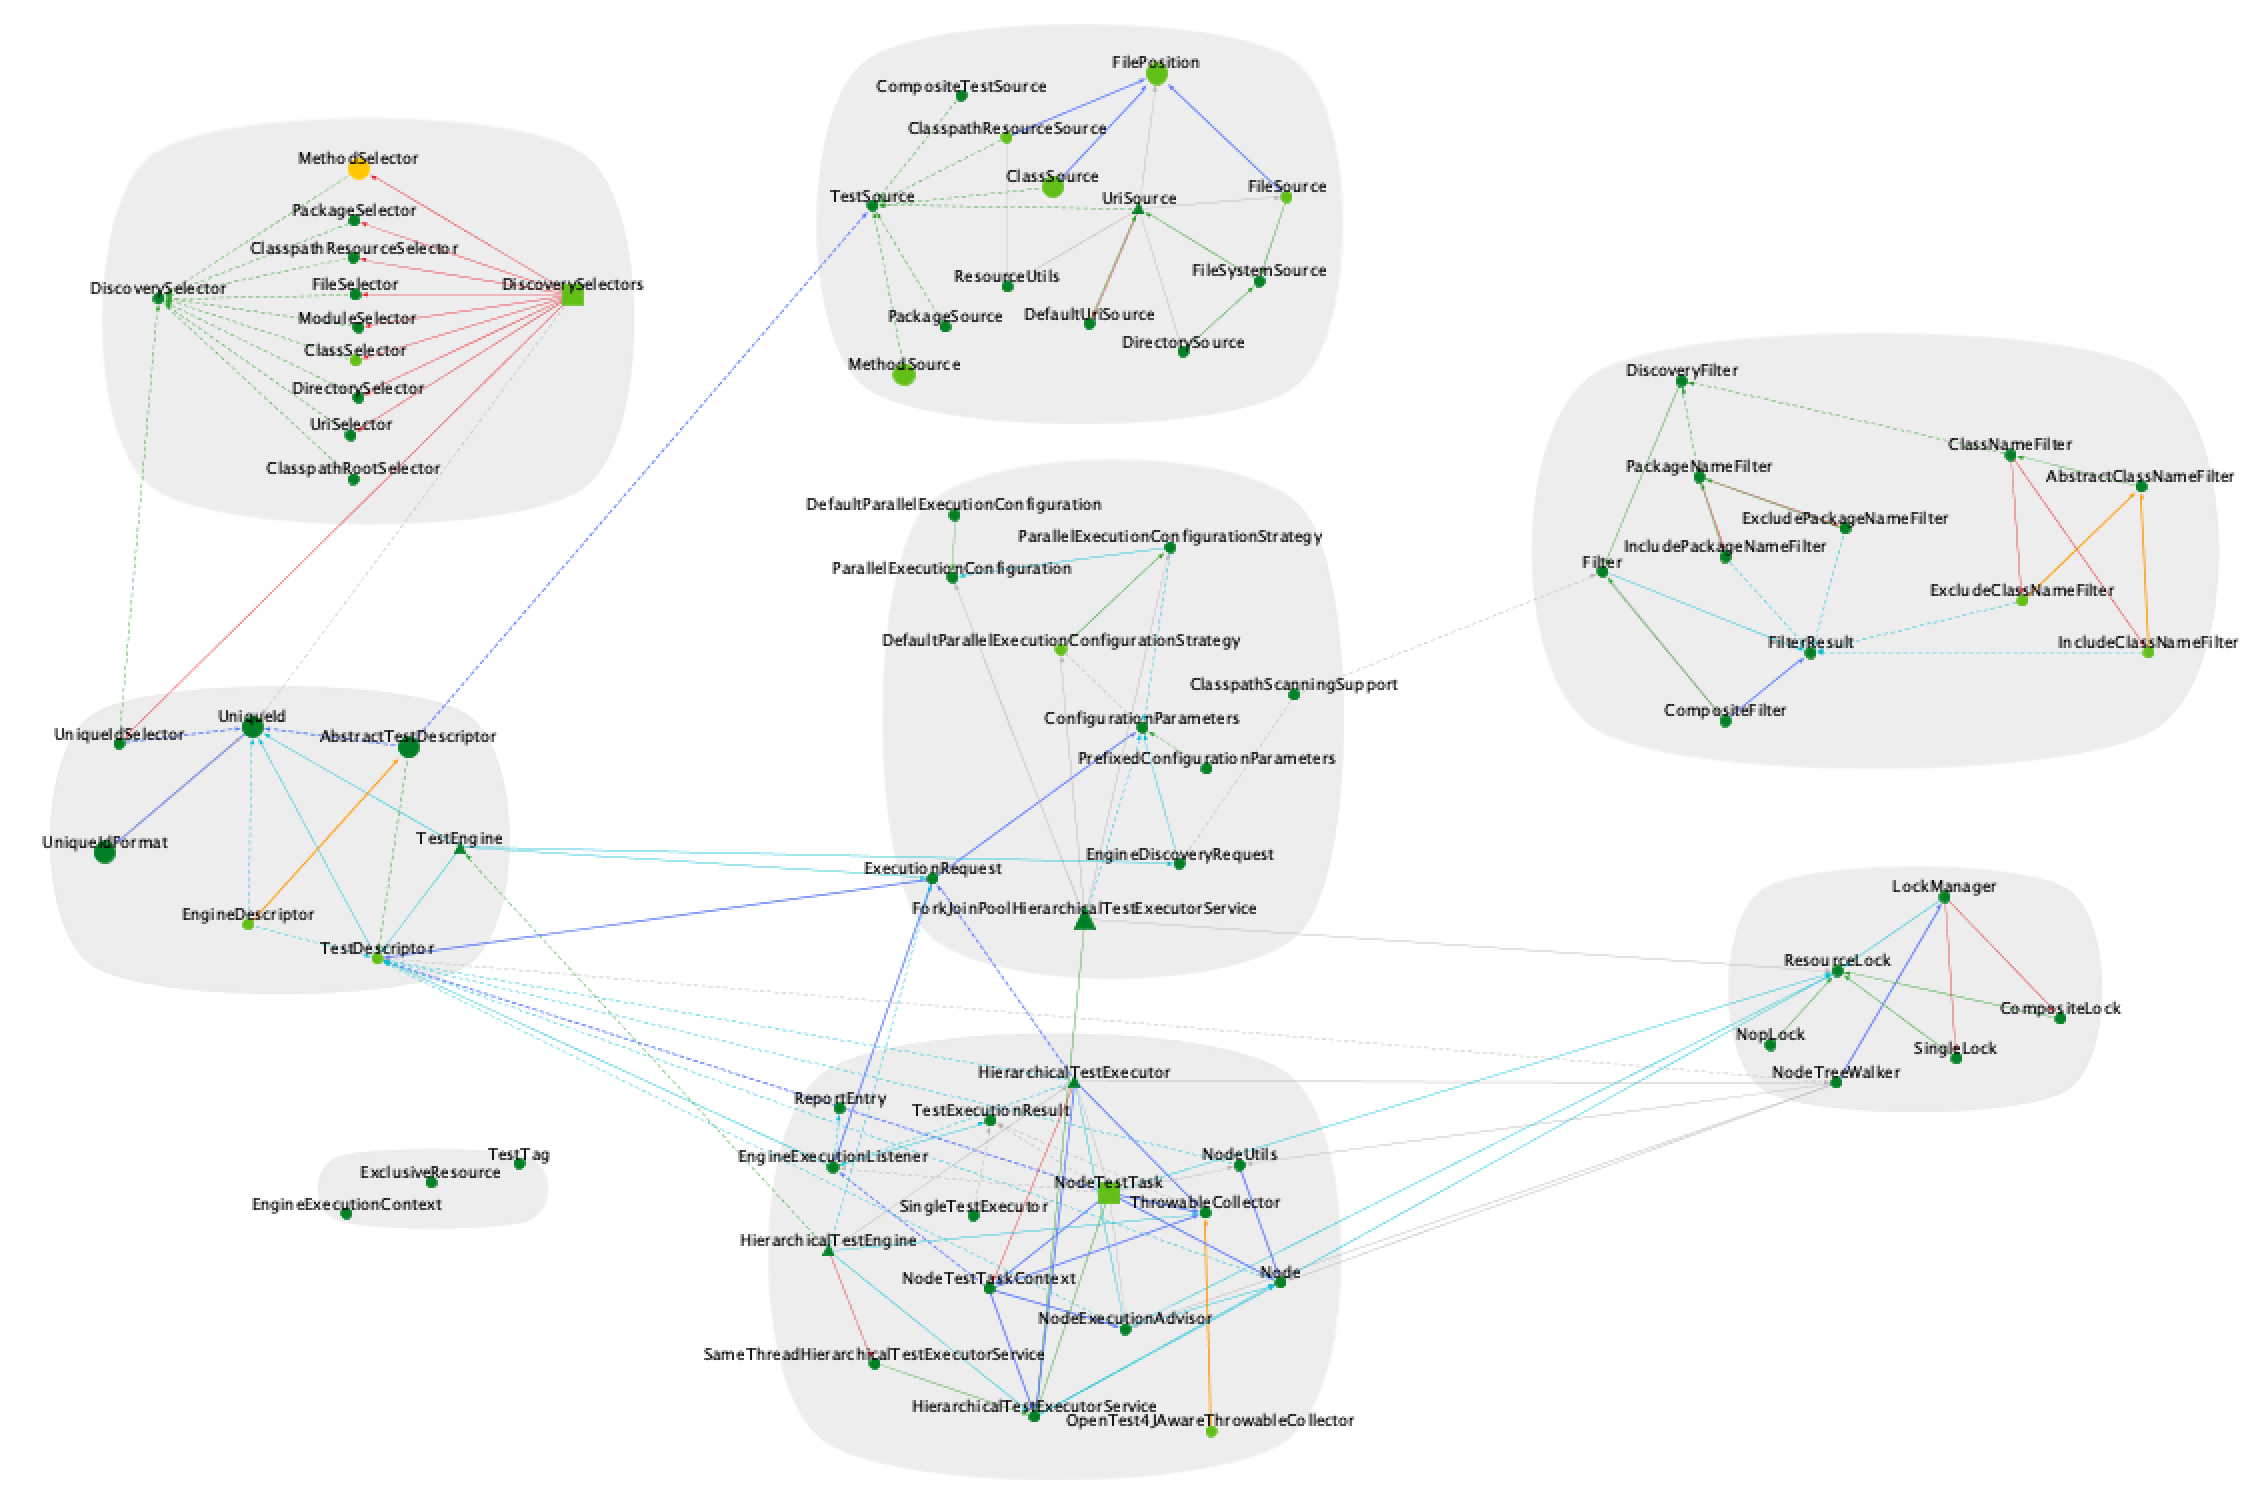 FilePosition
CompositeTestSource
ClasspathResourceSource
ClassSource
FileSource
TestSource
UriSource
FileSystemSource
ResourceUtils
PackageSource
DefaultUriSource
DirectorySource
MethodSource
MethodSelector
PackageSelector
ClasspathResourceSelector
DiscoverySelector
FileSelector
DiscoverySelectors
ModuleSelector
ClassSelector
DirectorySelector
UriSelector
ClasspathRootSelector
DiscoveryFilter
ClassNameFilter
PackageNameFilter
AbstractClassNameFilter
ExcludePackageNameFilter
IncludePackageNameFilter
Filter
ExcludeClassNameFilter
FilterResult
IncludeClassNameFilter
CompositeFilter
DefaultParallelExecutionConfiguration
ParallelExecutionConfigurationStrategy
ParallelExecutionConfiguration
DefaultParallelExecutionConfigurationStrategy
ClasspathScanningSupport
ConfigurationParameters
PrefixedConfigurationParameters
EngineDiscoveryRequest
ExecutionRequest
ForkJoinPoolHierarchicalTestExecutorService
UniqueId
UniqueIdSelector
AbstractTestDescriptor
UniqueIdFormat
TestEngine
EngineDescriptor
TestDescriptor
LockManager
ResourceLock
CompositeLock
NopLock
SingleLock
NodeTreeWalker
HierarchicalTestExecutor
ReportEntry
TestExecutionResult
EngineExecutionListener
NodeUtils
NodeTestTask
ThrowableCollector
SingleTestExecutor
HierarchicalTestEngine
NodeTestTaskContext
Node
NodeExecutionAdvisor
SameThreadHierarchicalTestExecutorService
HierarchicalTestExecutorService
OpenTest4JAwareThrowableCollector
TestTag
ExclusiveResource
EngineExecutionContext